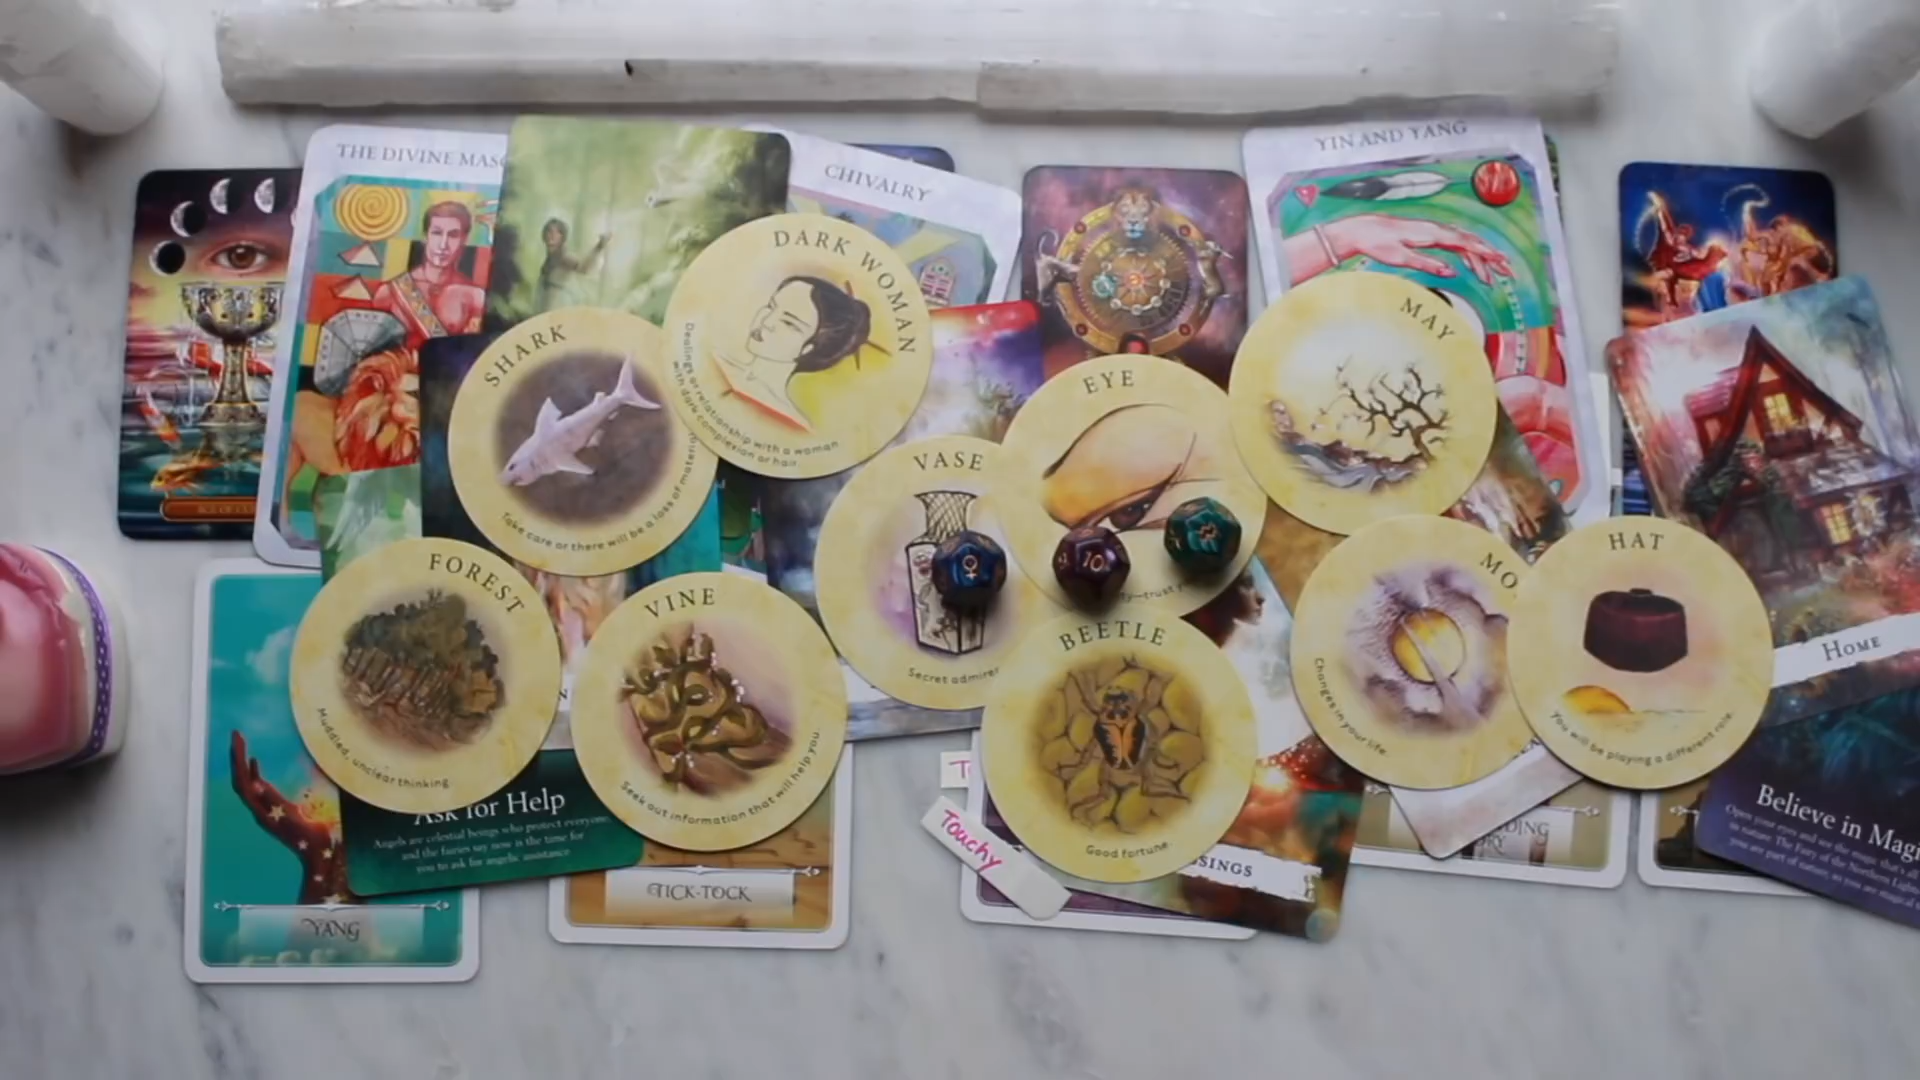 THE DIVINE
CHIVALRY
YIN AND YANG
DARK WOMAN
Dealings or relationship with a woman
with dark complexion or hair
SHARK
Take care or there will be a loss of
MAY
EYE
VASE
Secret admirer
FOREST
Muddled, unclear thinking
VINE
Seek out information that will help you
10
BEETLE
Good fortune.
MO
Changes in your life.
HAT
You will be playing a different role.
HOME
Ask for Help
Angels are celestial beings who protect everyone,
and the fairies say now is the time for
you to ask for angelic assistance
Believe in
Touchy
SSINGS
TICK-TOCK
YANG